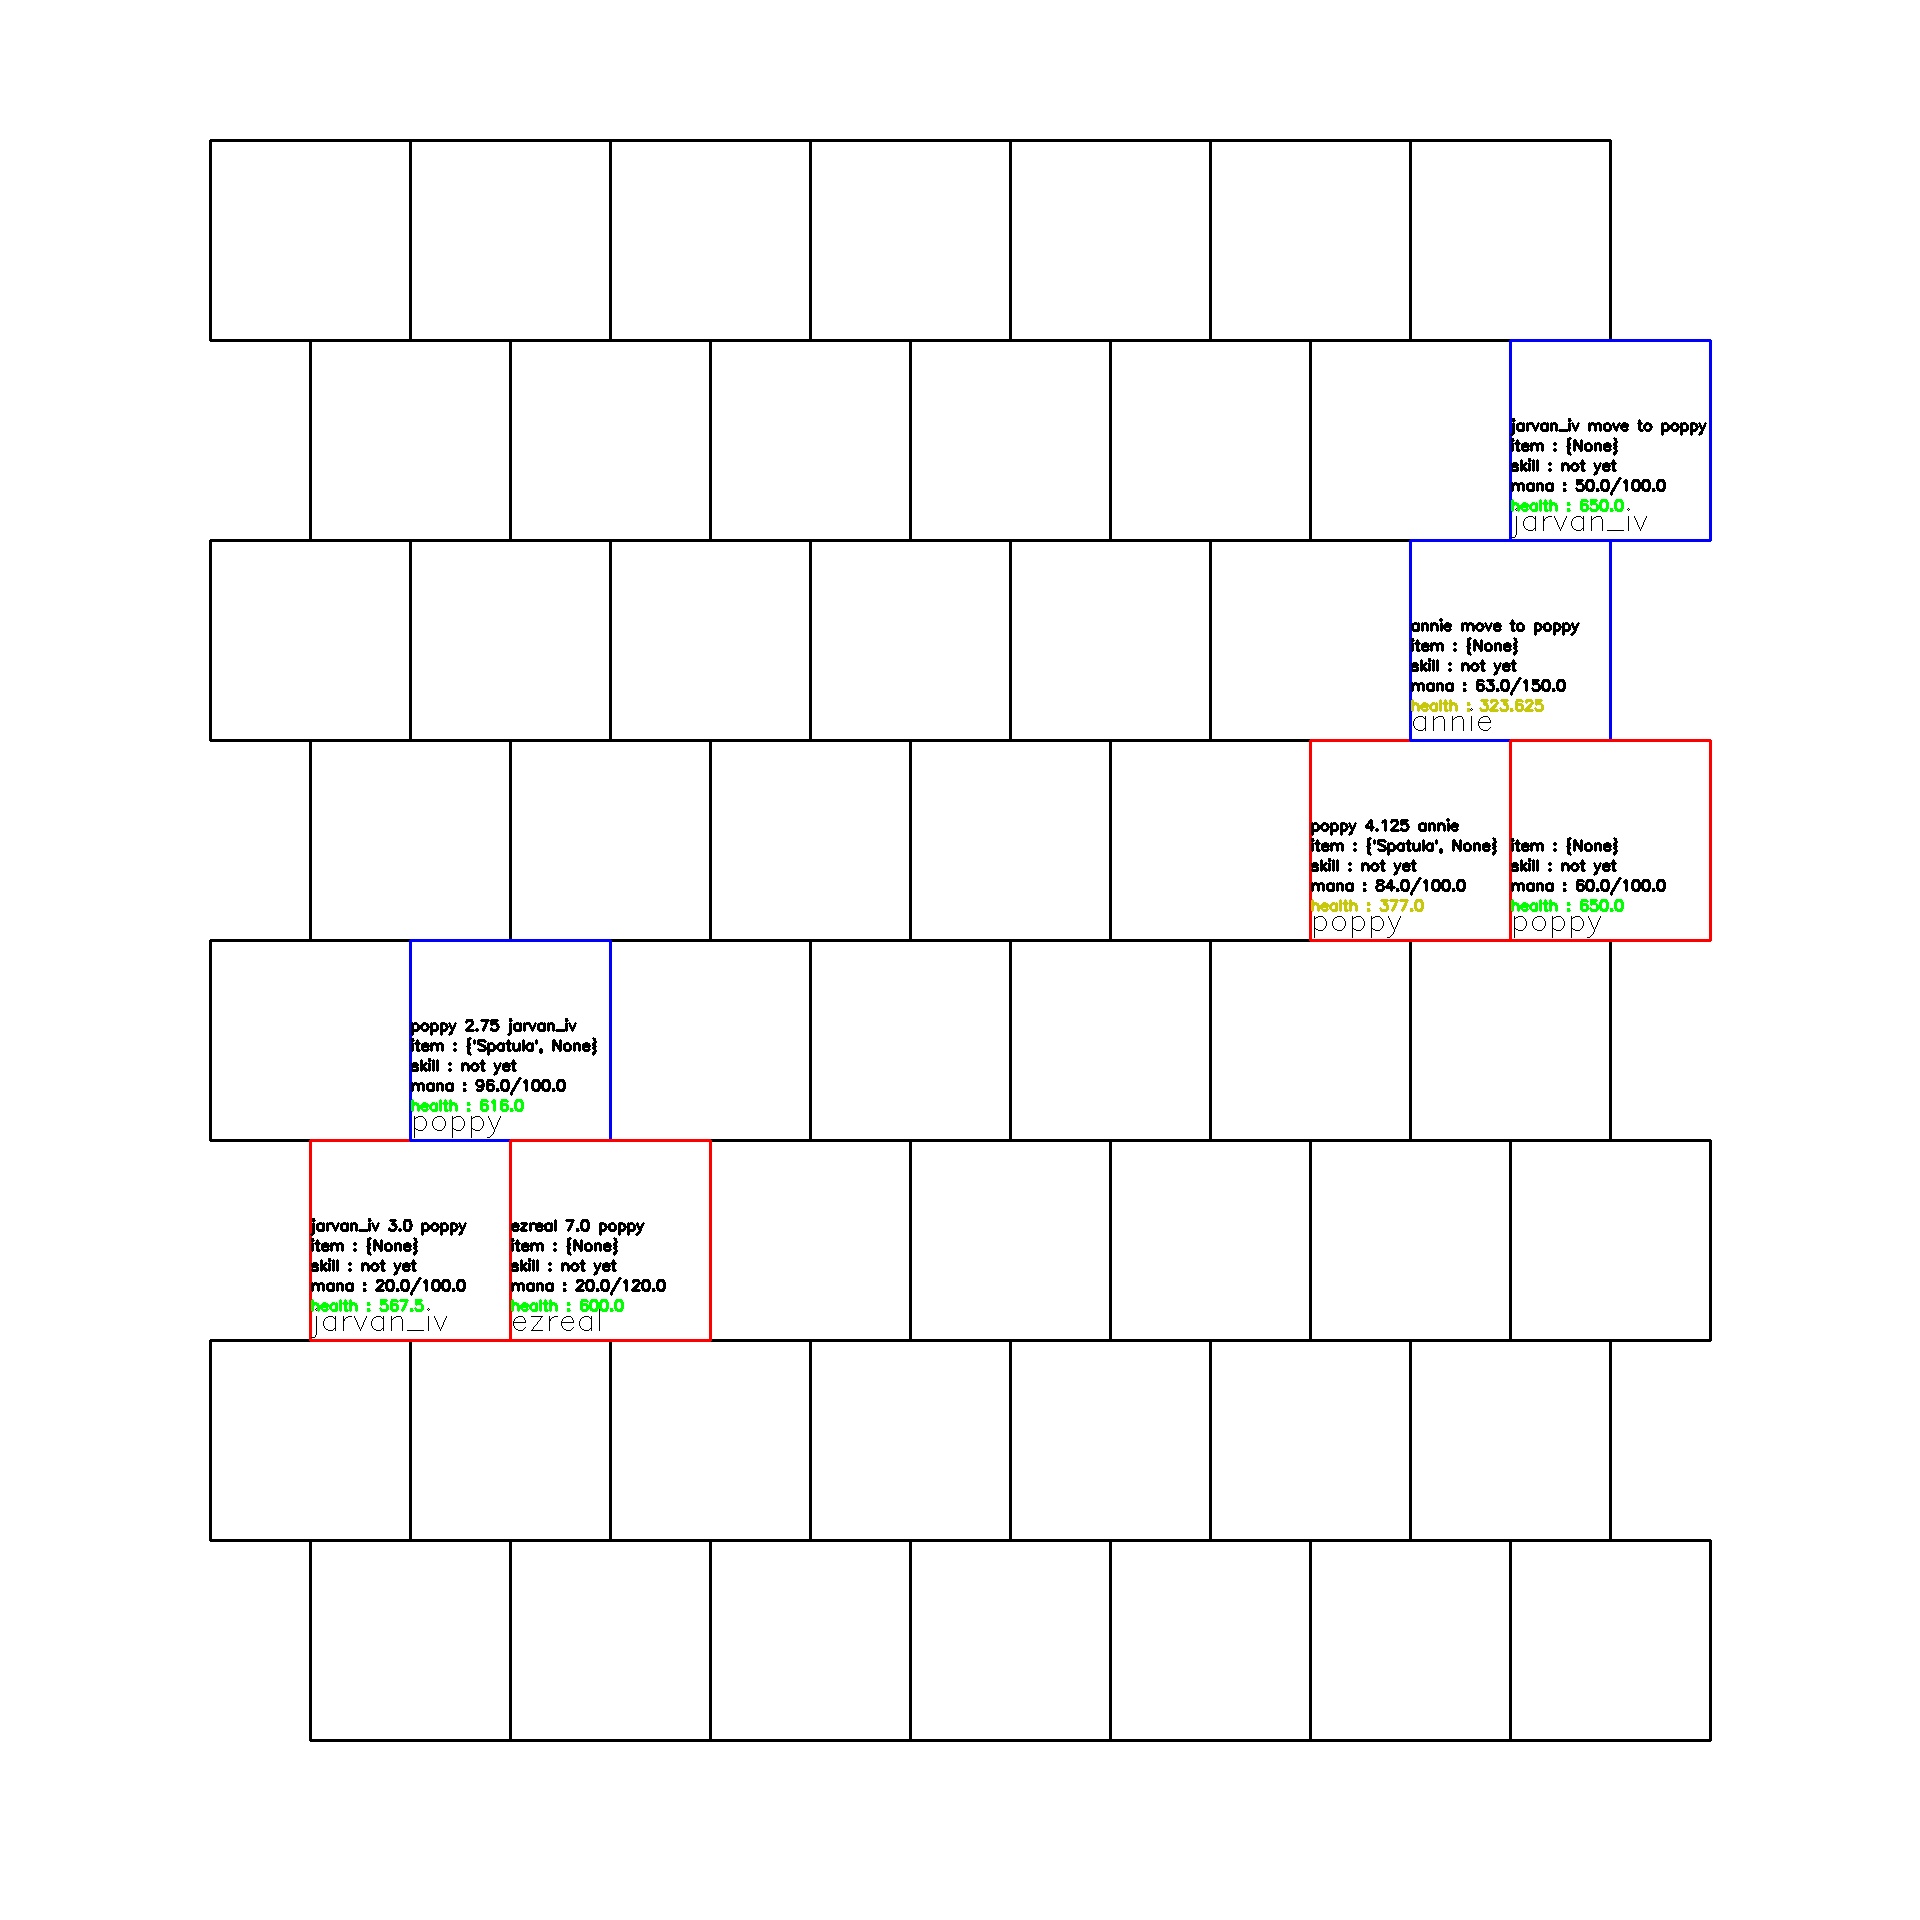 jarvan_iv move to poppy
item : {None}
skill : not yet
mana : 50.0/100.0
health : 650.0
jarvan_iv
annie move to poppy
item : {None}
skill : not yet
mana : 63.0/150.0
health : 323.625
annie
poppy 4.125 annie
item : {'Spatula', None}
skill : not yet
mana : 84.0/100.0
health : 377.0
poppy
item : {None}
skill : not yet
mana : 60.0/100.0
health : 650.0
poppy
poppy 2.75 jarvan_iv
item : {'Spatula', None}
skill : not yet
mana : 96.0/100.0
health : 616.0
poppy
jarvan_iv 3.0 poppy
item : {None}
skill : not yet
mana : 20.0/100.0
health : 567.5
jarvan_iv
ezreal 7.0 poppy
item : {None}
skill : not yet
mana : 20.0/120.0
health : 600.0
ezreal